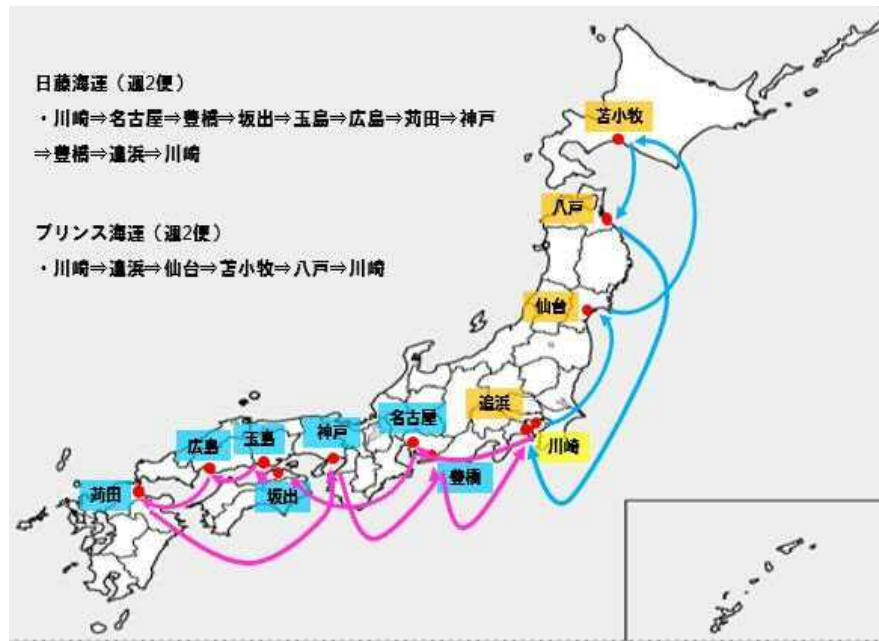 日藤海運（週2便）
・川崎⇒名古屋⇒豊橋⇒坂出⇒玉島⇒広島⇒苅田⇒神戸
⇒豊橋⇒追浜⇒川崎
プリンス海運（週2便）
・川崎⇒追浜⇒仙台⇒苫小牧⇒八戸⇒川崎
苫小牧
八戸
仙台
追浜
川崎
名古屋
豊橋
神戸
玉島
坂出
広島
苅田